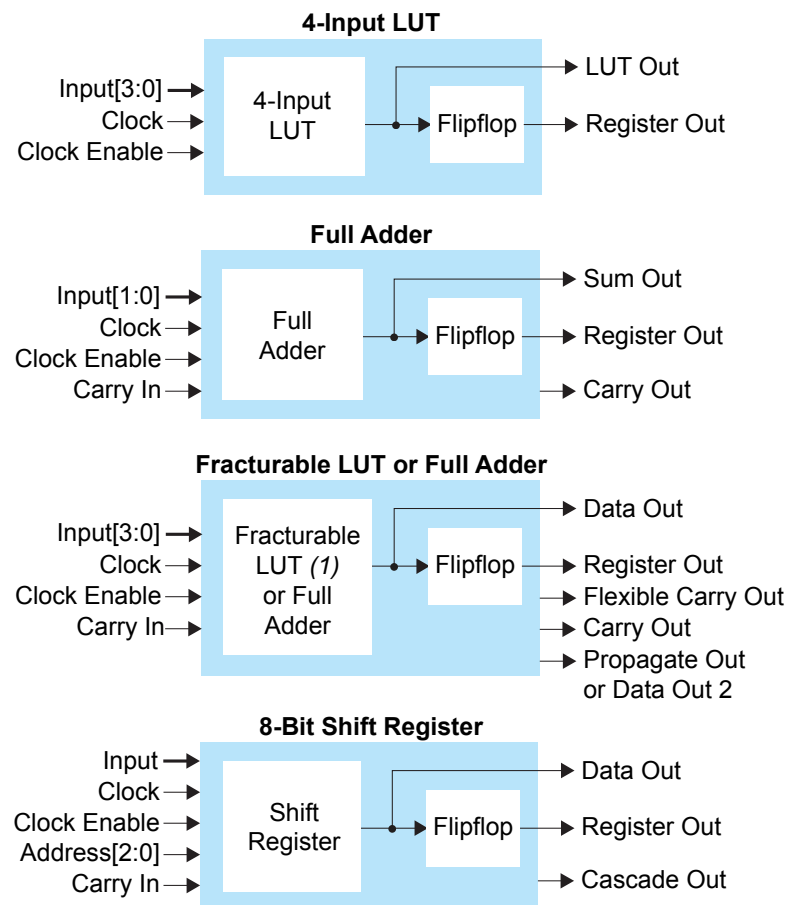 4-Input LUT
Input[3:0]
Clock
Clock Enable
4-Input
LUT
Flipflop
LUT Out
Register Out
Full Adder
Input[1:0]
Clock
Clock Enable
Carry In
Full
Adder
Flipflop
Sum Out
Register Out
Carry Out
Fracturable LUT or Full Adder
Input[3:0]
Clock
Clock Enable
Carry In
Fracturable
LUT (1)
or Full
Adder
Flipflop
Data Out
Register Out
Flexible Carry Out
Carry Out
Propagate Out
or Data Out 2
8-Bit Shift Register
Input
Clock
Clock Enable
Address[2:0]
Carry In
Shift
Register
Flipflop
Data Out
Register Out
Cascade Out